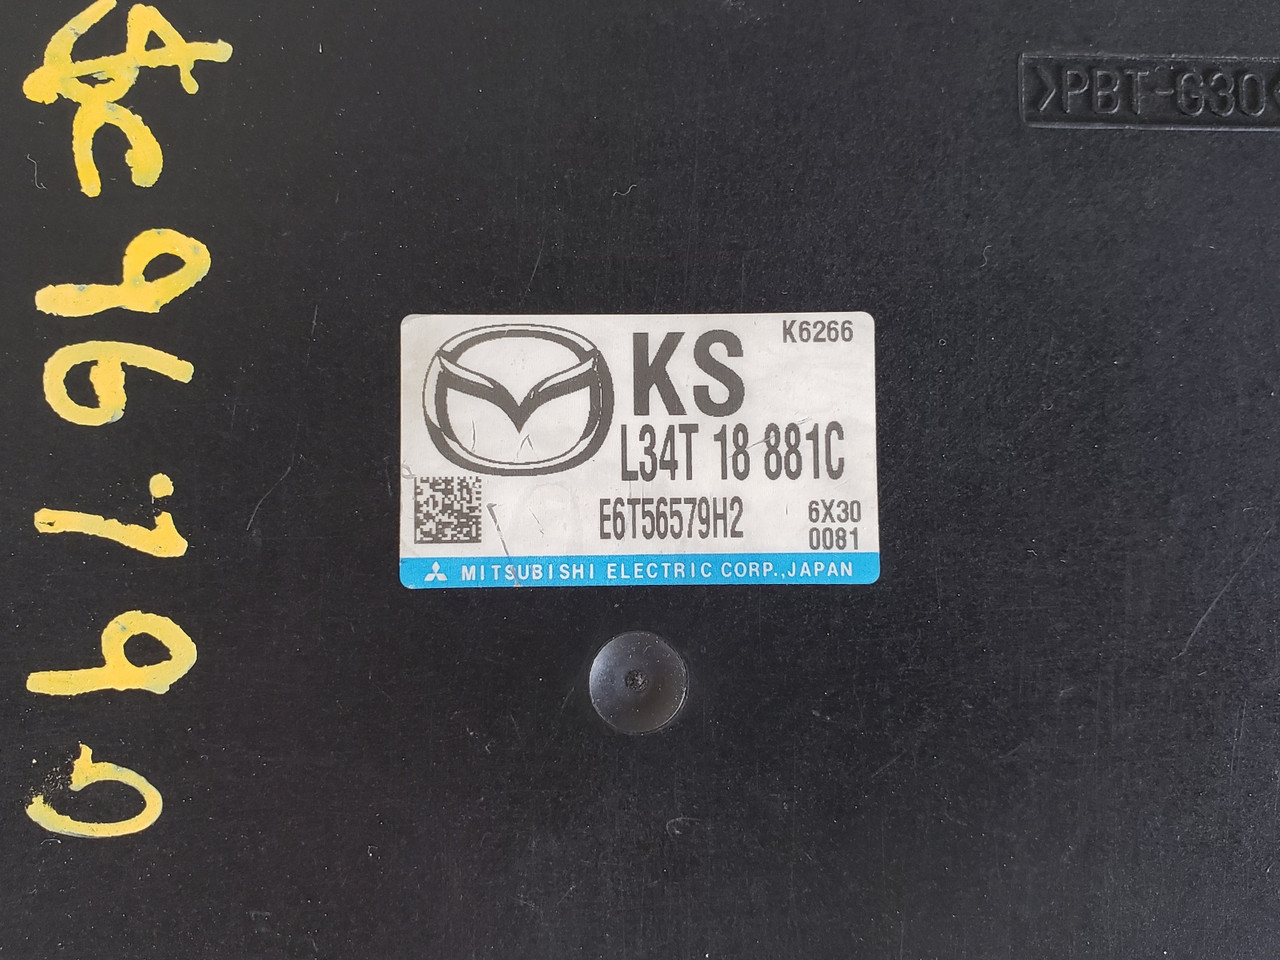 >PBT-G30<
KS
K6266
L34T 18 881C
E6T56579H2
6X30
0081
MITSUBISHI ELECTRIC CORP.,JAPAN